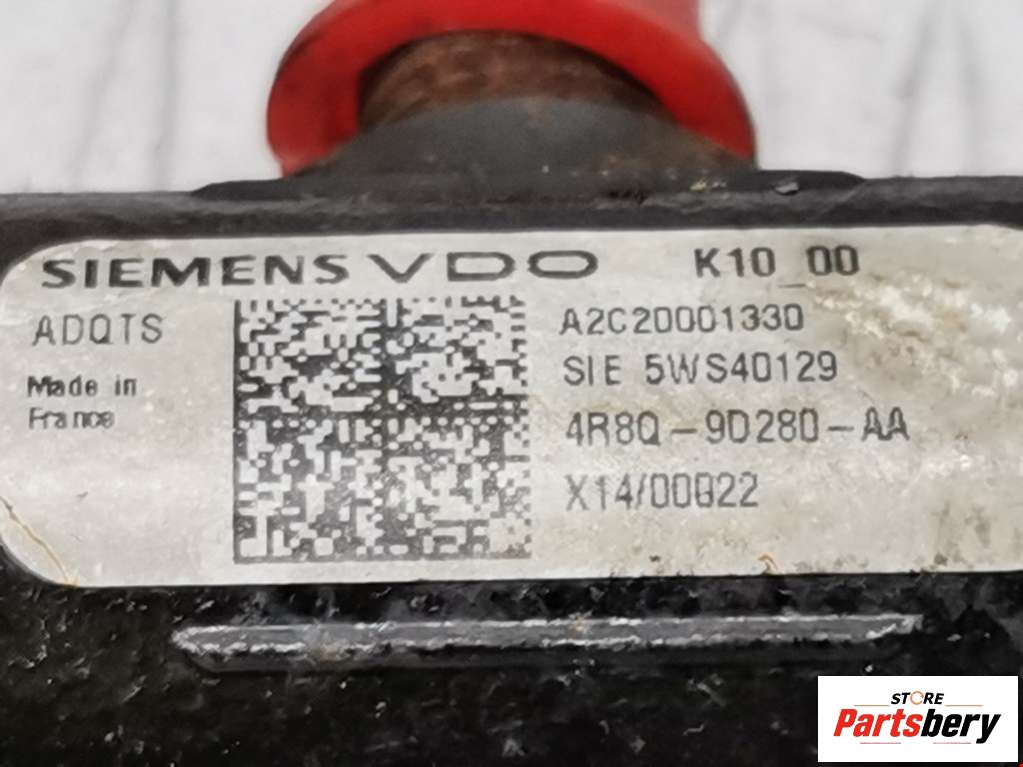 SIEMENS VDO K10_00
ADQTS
A2C20001330
SIE 5WS40129
Made in
France
4R8Q-9D280-AA
X14/00022
STORE
Partsbery